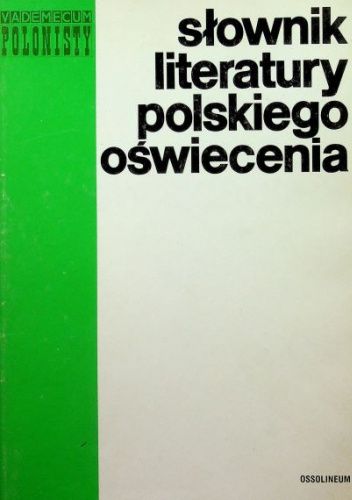 VADEMECUM
POLONISTY
słownik
literatury
polskiego
oświecenia
OSSOLINEUM